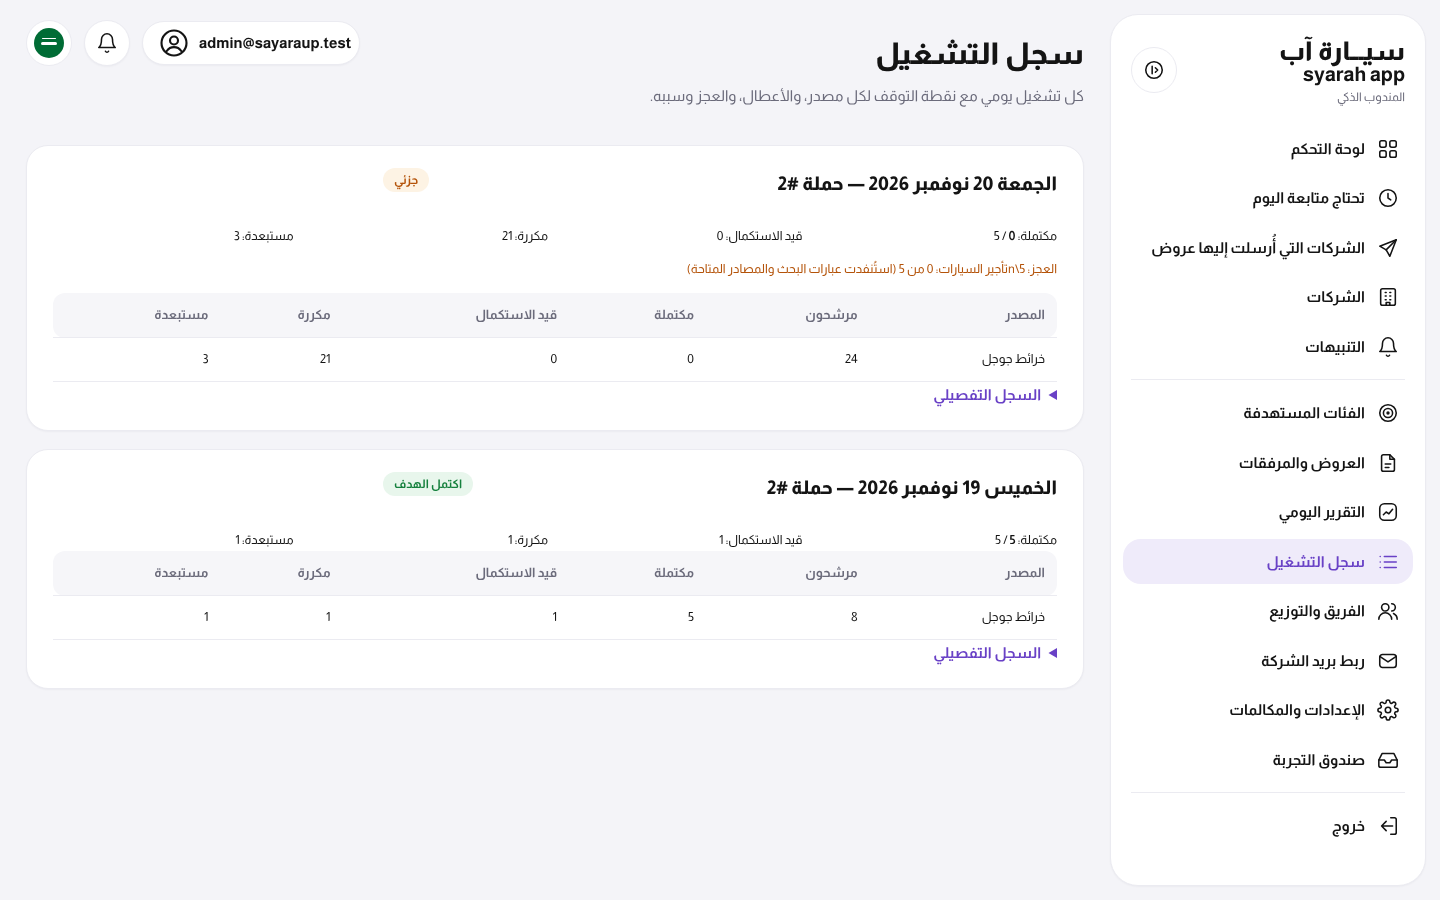 سيـارة آب
syarah app
المندوب الذكي
لوحة التحكم
تحتاج متابعة اليوم
الشركات التي أُرسلت إليها عروض
الشركات
التنبيهات
الفئات المستهدفة
العروض والمرفقات
التقرير اليومي
سجل التشغيل
الفريق والتوزيع
ربط بريد الشركة
الإعدادات والمكالمات
صندوق التجربة
خروج
admin@sayaraup.test
سجل التشغيل
كل تشغيل يومي مع نقطة التوقف لكل مصدر، والأعطال، والعجز وسببه.
الجمعة 20 نوفمبر 2026 — حملة #2
جزئي
مكتملة: 0 / 5 قيد الاستكمال: 0 مكررة: 21 مستبعدة: 3
العجز: 5\nتأجير السيارات: 0 من 5 (استُنفدت عبارات البحث والمصادر المتاحة)
المصدر مرشحون مكتملة قيد الاستكمال مكررة مستبعدة
خرائط جوجل 24 0 0 21 3
السجل التفصيلي
الخميس 19 نوفمبر 2026 — حملة #2
اكتمل الهدف
مكتملة: 5 / 5 قيد الاستكمال: 1 مكررة: 1 مستبعدة: 1
المصدر مرشحون مكتملة قيد الاستكمال مكررة مستبعدة
خرائط جوجل 8 5 1 1 1
السجل التفصيلي